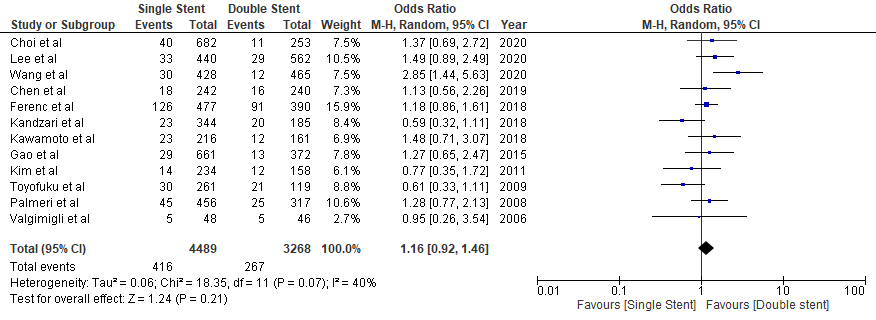 Single Stent Double Stent Odds Ratio Odds Ratio
Study or Subgroup Events Total Events Total Weight M-H, Random, 95% CI Year M-H, Random, 95% CI
Choi et al 40 682 11 253 7.5% 1.37 [0.69, 2.72] 2020
Lee et al 33 440 29 562 11.1% 1.49 [0.89, 2.49] 2020
Wang et al 30 428 12 465 7.5% 2.85 [1.44, 5.63] 2020
Chen et al 18 242 16 240 7.4% 1.13 [0.56, 2.26] 2019
Ferenc et al 126 477 91 390 18.9% 1.18 [0.86, 1.61] 2018
Kandzari et al 23 344 20 185 8.4% 0.59 [0.32, 1.11] 2018
Kawamoto et al 23 216 12 161 7.1% 1.48 [0.71, 3.07] 2018
Gao et al 29 661 13 372 7.8% 1.27 [0.65, 2.47] 2015
Kim et al 14 234 12 158 6.1% 0.77 [0.35, 1.72] 2011
Toyofuku et al 30 261 21 119 8.8% 0.61 [0.33, 1.11] 2009
Palmeri et al 45 456 25 317 10.6% 1.28 [0.77, 2.13] 2008
Valgimigli et al 5 48 5 46 2.7% 0.95 [0.26, 3.54] 2006
Total (95% CI) 4489 3268 100.0% 1.16 [0.92, 1.46]
Total events 416 267
Heterogeneity: Tau² = 0.06; Chi² = 18.35, df = 11 (P = 0.07); I² = 40%
Test for overall effect: Z = 1.24 (P = 0.21)
0.01 0.1 1 10 100
Favours [Single Stent] Favours [Double stent]